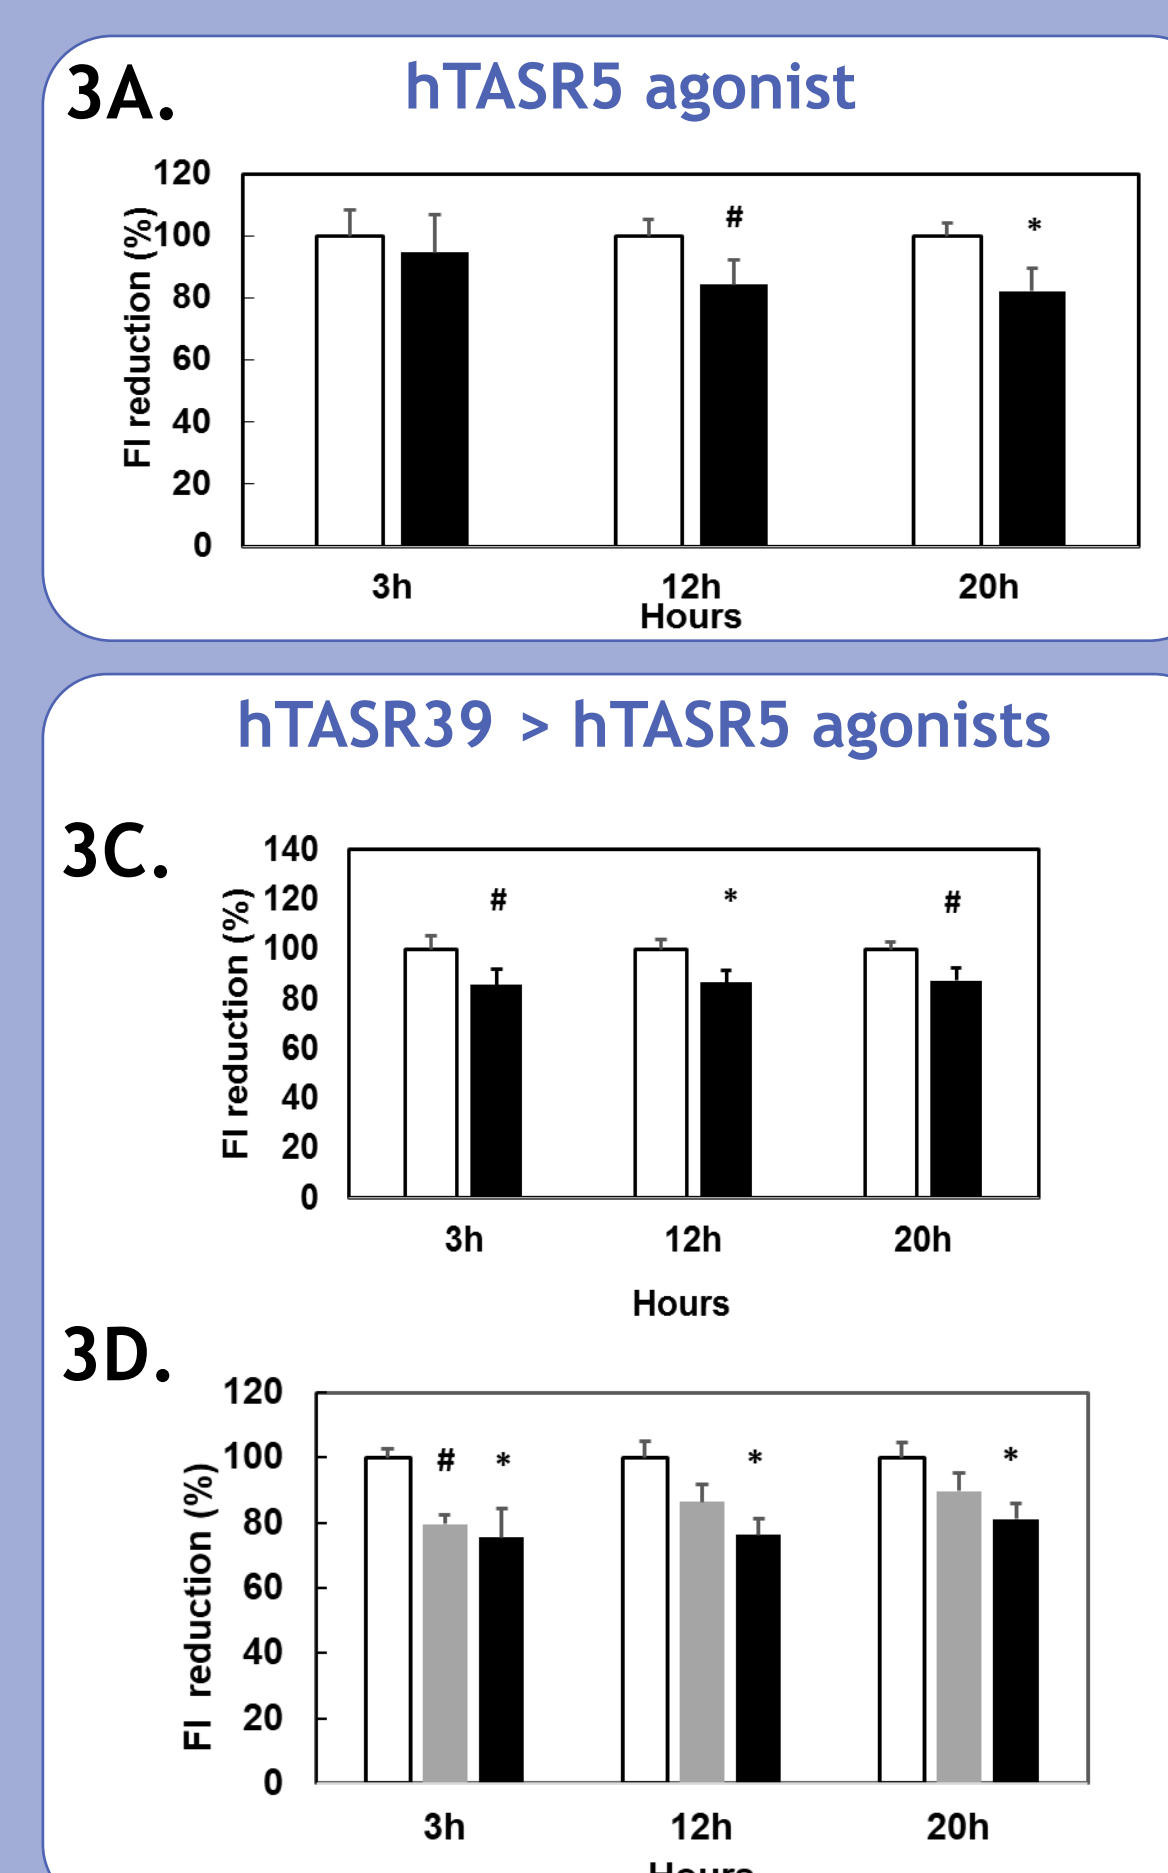 3A.
hTASR5 agonist
120
100
80
60
40
20
0
FI reduction (%)
#
*
3h
12h
20h
Hours
hTASR39 > hTASR5 agonists
3C.
140
120
100
80
60
40
20
0
FI reduction (%)
#
*
#
3h
12h
20h
Hours
3D.
120
100
80
60
40
20
0
FI reduction (%)
#
*
*
*
3h
12h
20h
Hours